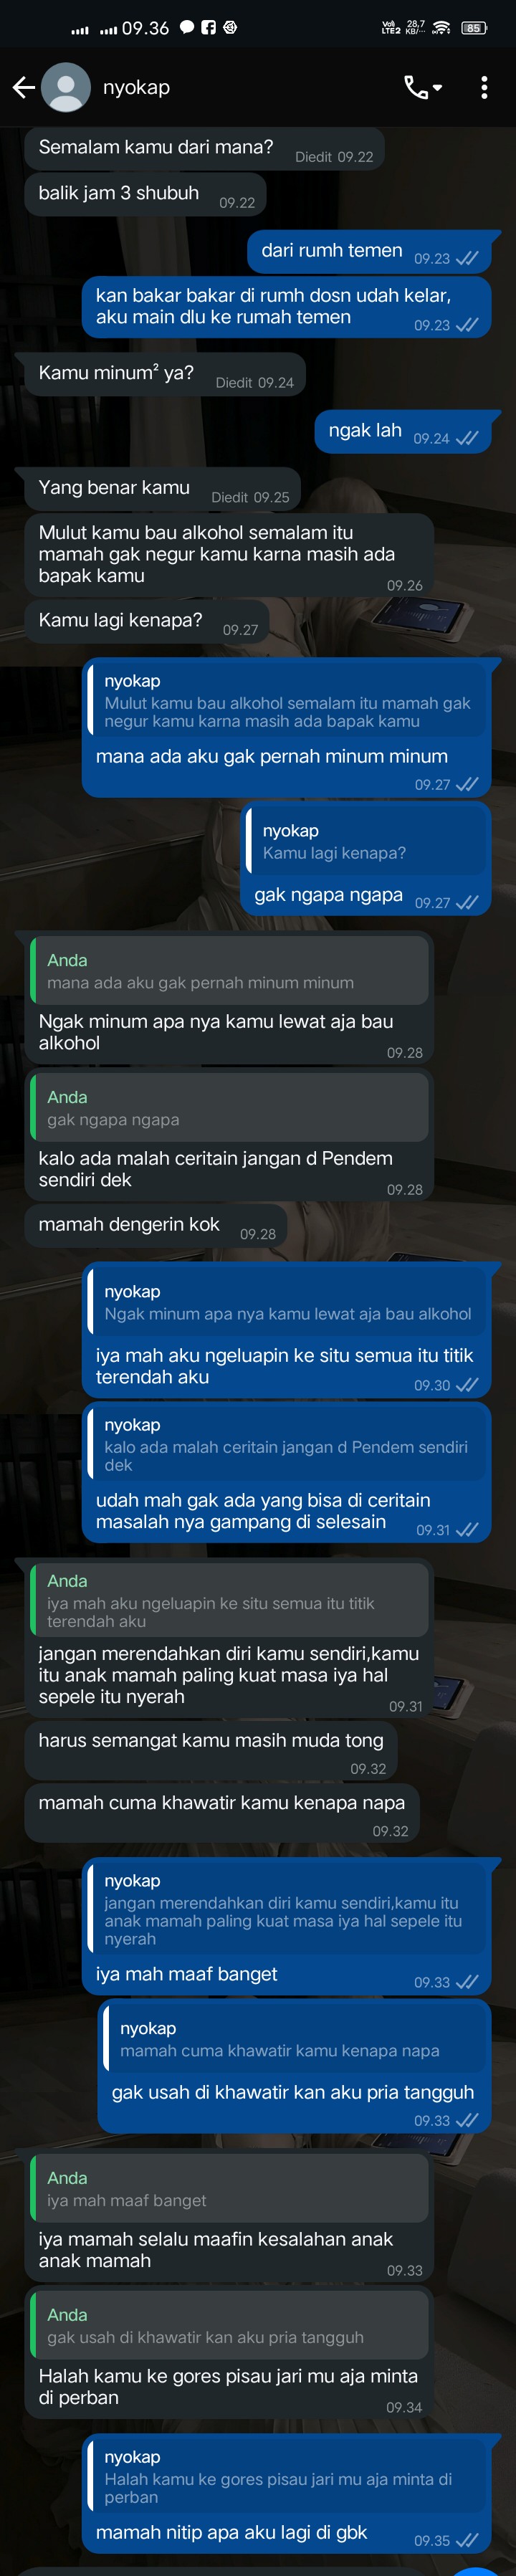 09.36
Vo)
LTE2
28,7
KB/...
85
nyokap
Semalam kamu dari mana?
Diedit 09.22
balik jam 3 shubuh
09.22
dari rumh temen
09.23
kan bakar bakar di rumh dosn udah kelar,
aku main dlu ke rumah temen
09.23
Kamu minum² ya?
Diedit 09.24
ngak lah
09.24
Yang benar kamu
Diedit 09.25
Mulut kamu bau alkohol semalam itu
mamah gak negur kamu karna masih ada
bapak kamu
09.26
Kamu lagi kenapa?
09.27
nyokap
Mulut kamu bau alkohol semalam itu mamah gak
negur kamu karna masih ada bapak kamu
mana ada aku gak pernah minum minum
09.27
nyokap
Kamu lagi kenapa?
gak ngapa ngapa
09.27
Anda
mana ada aku gak pernah minum minum
Ngak minum apa nya kamu lewat aja bau
alkohol
09.28
Anda
gak ngapa ngapa
kalo ada malah ceritain jangan d Pendem
sendiri dek
09.28
mamah dengerin kok
09.28
nyokap
Ngak minum apa nya kamu lewat aja bau alkohol
iya mah aku ngeluapin ke situ semua itu titik
terendah aku
09.30
nyokap
kalo ada malah ceritain jangan d Pendem sendiri
dek
udah mah gak ada yang bisa di ceritain
masalah nya gampang di selesain
09.31
Anda
iya mah aku ngeluapin ke situ semua itu titik
terendah aku
jangan merendahkan diri kamu sendiri,kamu
itu anak mamah paling kuat masa iya hal
sepele itu nyerah
09.31
harus semangat kamu masih muda tong
09.32
mamah cuma khawatir kamu kenapa napa
09.32
nyokap
jangan merendahkan diri kamu sendiri,kamu itu
anak mamah paling kuat masa iya hal sepele itu
nyerah
iya mah maaf banget
09.33
nyokap
mamah cuma khawatir kamu kenapa napa
gak usah di khawatir kan aku pria tangguh
09.33
Anda
iya mah maaf banget
iya mamah selalu maafin kesalahan anak
anak mamah
09.33
Anda
gak usah di khawatir kan aku pria tangguh
Halah kamu ke gores pisau jari mu aja minta
di perban
09.34
nyokap
Halah kamu ke gores pisau jari mu aja minta di
perban
mamah nitip apa aku lagi di gbk
09.35